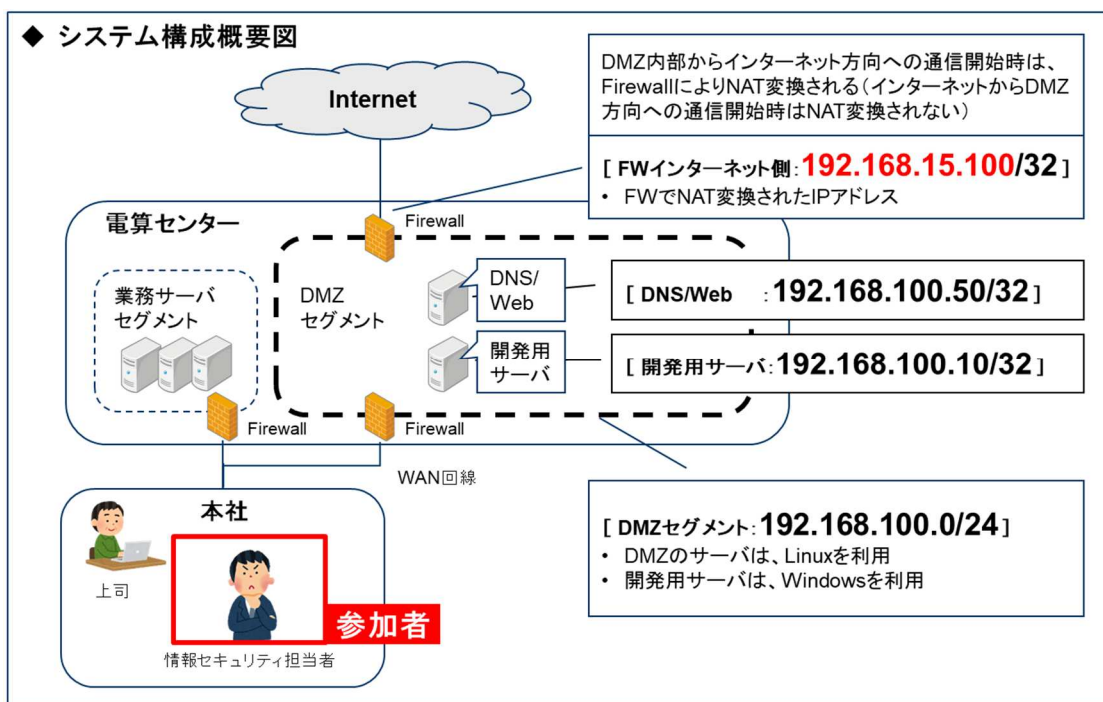 ◆ システム構成概要図
DMZ内部からインターネット方向への通信開始時は、
FirewallによりNAT変換される（インターネットからDMZ
方向への通信開始時はNAT変換されない）
Internet
[ FWインターネット側：192.168.15.100/32 ]
• FWでNAT変換されたIPアドレス
電算センター
Firewall
業務サーバ
セグメント
DMZ
セグメント
DNS/
Web
[ DNS/Web ：192.168.100.50/32 ]
開発用
サーバ
[ 開発用サーバ：192.168.100.10/32 ]
Firewall
Firewall
WAN回線
本社
上司
参加者
情報セキュリティ担当者
[ DMZセグメント：192.168.100.0/24 ]
• DMZのサーバは、Linuxを利用
• 開発用サーバは、Windowsを利用